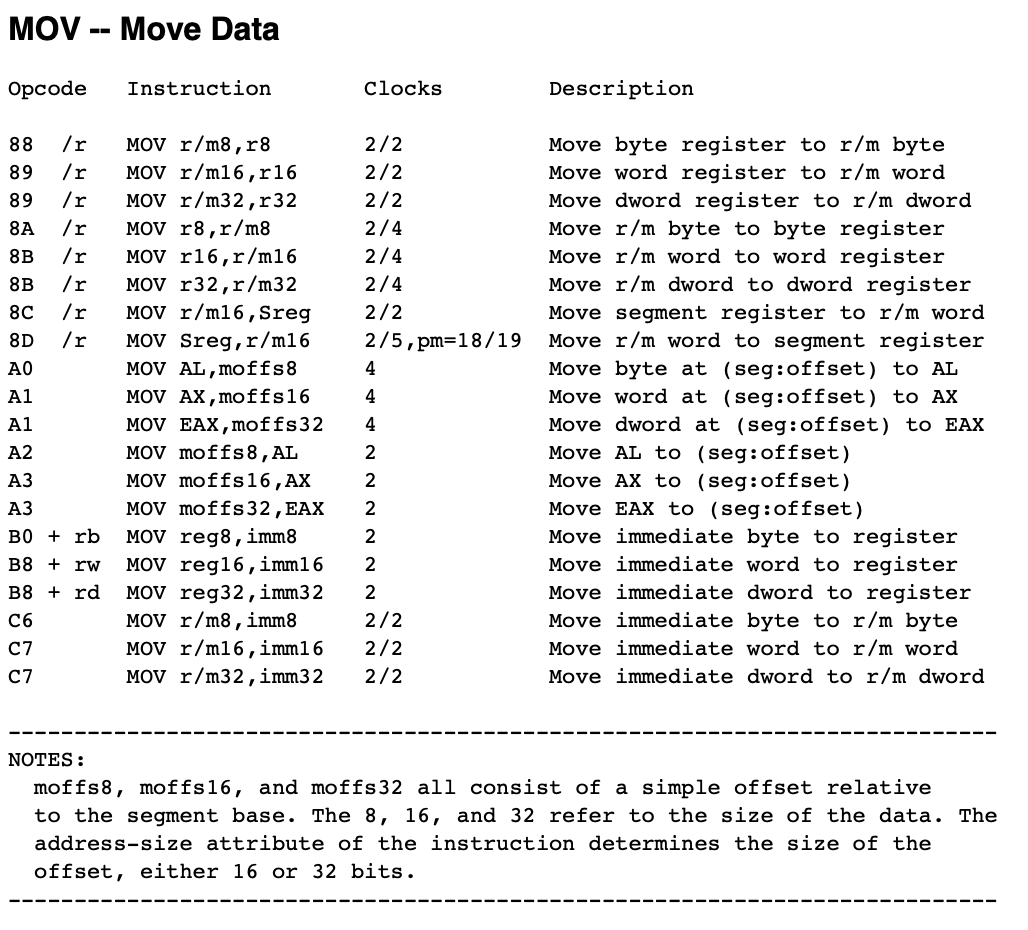 MOV -- Move Data
Opcode   Instruction       Clocks        Description
88  /r   MOV r/m8,r8       2/2           Move byte register to r/m byte
89  /r   MOV r/m16,r16     2/2           Move word register to r/m word
89  /r   MOV r/m32,r32     2/2           Move dword register to r/m dword
8A  /r   MOV r8,r/m8       2/4           Move r/m byte to byte register
8B  /r   MOV r16,r/m16     2/4           Move r/m word to word register
8B  /r   MOV r32,r/m32     2/4           Move r/m dword to dword register
8C  /r   MOV r/m16,Sreg    2/2           Move segment register to r/m word
8D  /r   MOV Sreg,r/m16    2/5,pm=18/19  Move r/m word to segment register
A0       MOV AL,moffs8     4             Move byte at (seg:offset) to AL
A1       MOV AX,moffs16    4             Move word at (seg:offset) to AX
A1       MOV EAX,moffs32   4             Move dword at (seg:offset) to EAX
A2       MOV moffs8,AL     2             Move AL to (seg:offset)
A3       MOV moffs16,AX    2             Move AX to (seg:offset)
A3       MOV moffs32,EAX   2             Move EAX to (seg:offset)
B0 + rb  MOV reg8,imm8     2             Move immediate byte to register
B8 + rw  MOV reg16,imm16   2             Move immediate word to register
B8 + rd  MOV reg32,imm32   2             Move immediate dword to register
C6       MOV r/m8,imm8     2/2           Move immediate byte to r/m byte
C7       MOV r/m16,imm16   2/2           Move immediate word to r/m word
C7       MOV r/m32,imm32   2/2           Move immediate dword to r/m dword
---------------------------------------------------------------------------
NOTES:
  moffs8, moffs16, and moffs32 all consist of a simple offset relative
  to the segment base. The 8, 16, and 32 refer to the size of the data. The
  address-size attribute of the instruction determines the size of the
  offset, either 16 or 32 bits.
---------------------------------------------------------------------------